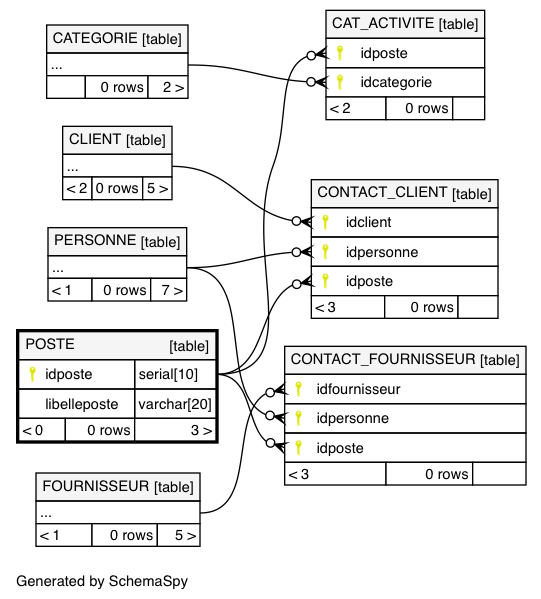 CATEGORIE [table]
...
0 rows 2 >
CLIENT [table]
...
< 2 0 rows 5 >
PERSONNE [table]
...
< 1 0 rows 7 >
POSTE [table]
idposte serial[10]
libelleposte varchar[20]
< 0 0 rows 3 >
FOURNISSEUR [table]
...
< 1 0 rows 5 >
CAT_ACTIVITE [table]
idposte
idcategorie
< 2 0 rows
CONTACT_CLIENT [table]
idclient
idpersonne
idposte
< 3 0 rows
CONTACT_FOURNISSEUR [table]
idfournisseur
idpersonne
idposte
< 3 0 rows
Generated by SchemaSpy